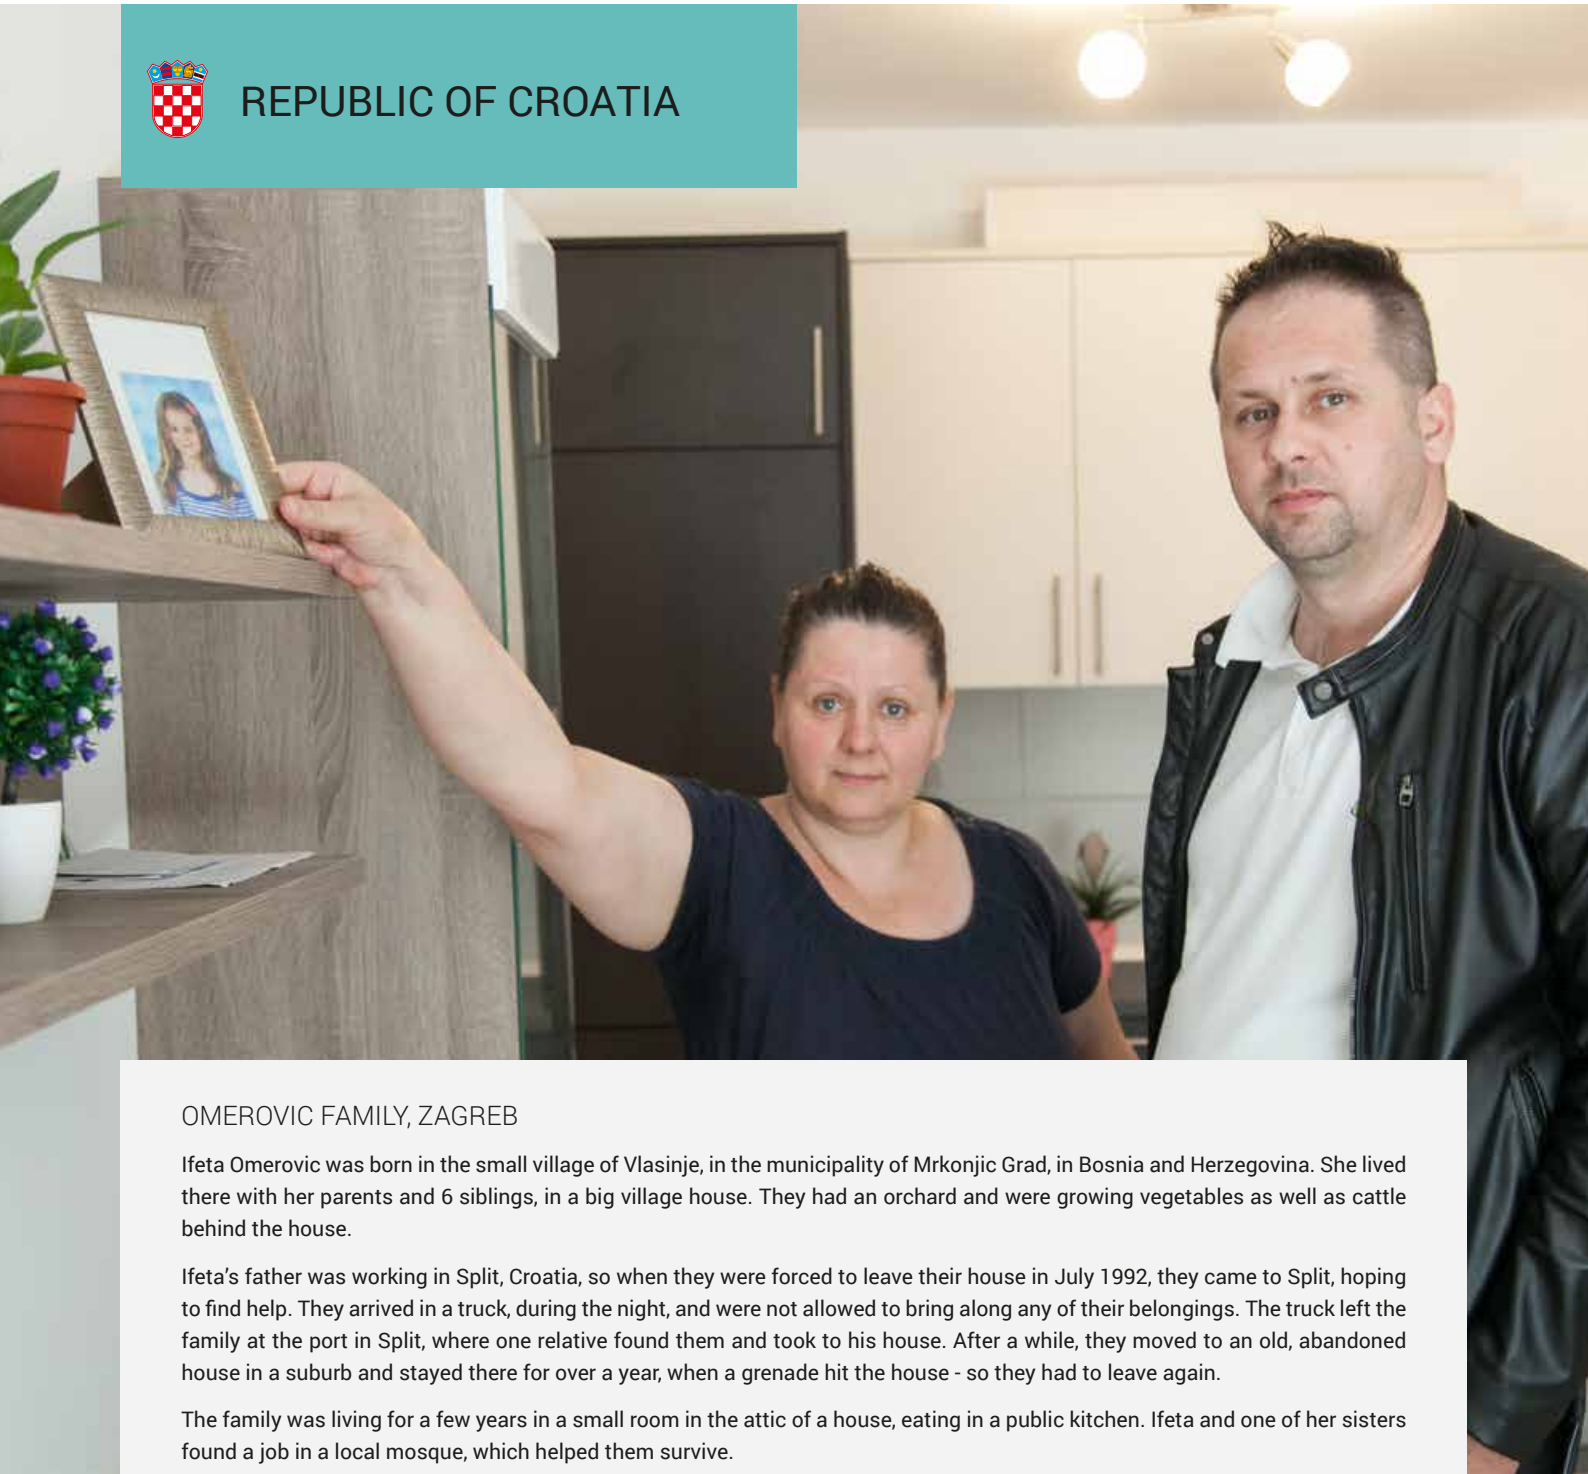 REPUBLIC OF CROATIA
OMEROVIC FAMILY, ZAGREB
Ifeta Omerovic was born in the small village of Vlasinje, in the municipality of Mrkonjic Grad, in Bosnia and Herzegovina. She lived
there with her parents and 6 siblings, in a big village house. They had an orchard and were growing vegetables as well as cattle
behind the house.
Ifeta’s father was working in Split, Croatia, so when they were forced to leave their house in July 1992, they came to Split, hoping
to find help. They arrived in a truck, during the night, and were not allowed to bring along any of their belongings. The truck left the
family at the port in Split, where one relative found them and took to his house. After a while, they moved to an old, abandoned
house in a suburb and stayed there for over a year, when a grenade hit the house - so they had to leave again.
The family was living for a few years in a small room in the attic of a house, eating in a public kitchen. Ifeta and one of her sisters
found a job in a local mosque, which helped them survive.